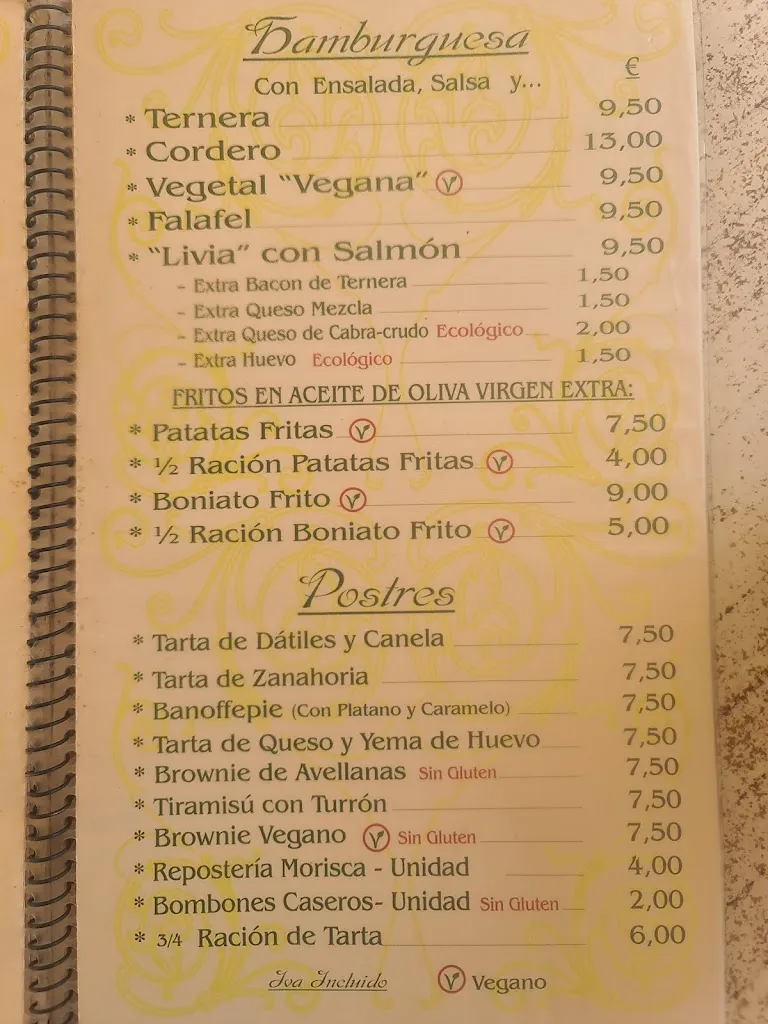 Hamburguesa
Con Ensalada, Salsa y... €
* Ternera 9,50
* Cordero 13,00
* Vegetal "Vegana" V 9,50
* Falafel 9,50
* "Livia" con Salmón 9,50
- Extra Bacon de Ternera 1,50
- Extra Queso Mezcla 1,50
- Extra Queso de Cabra-crudo Ecológico 2,00
- Extra Huevo Ecológico 1,50
FRITOS EN ACEITE DE OLIVA VIRGEN EXTRA:
* Patatas Fritas V 7,50
* ½ Ración Patatas Fritas V 4,00
* Boniato Frito V 9,00
* ½ Ración Boniato Frito V 5,00
Postres
* Tarta de Dátiles y Canela 7,50
* Tarta de Zanahoria 7,50
* Banoffepie (Con Platano y Caramelo) 7,50
* Tarta de Queso y Yema de Huevo 7,50
* Brownie de Avellanas Sin Gluten 7,50
* Tiramisú con Turrón 7,50
* Brownie Vegano V Sin Gluten 7,50
* Repostería Morisca - Unidad 4,00
* Bombones Caseros- Unidad Sin Gluten 2,00
* 3/4 Ración de Tarta 6,00
Iva Incluido V Vegano